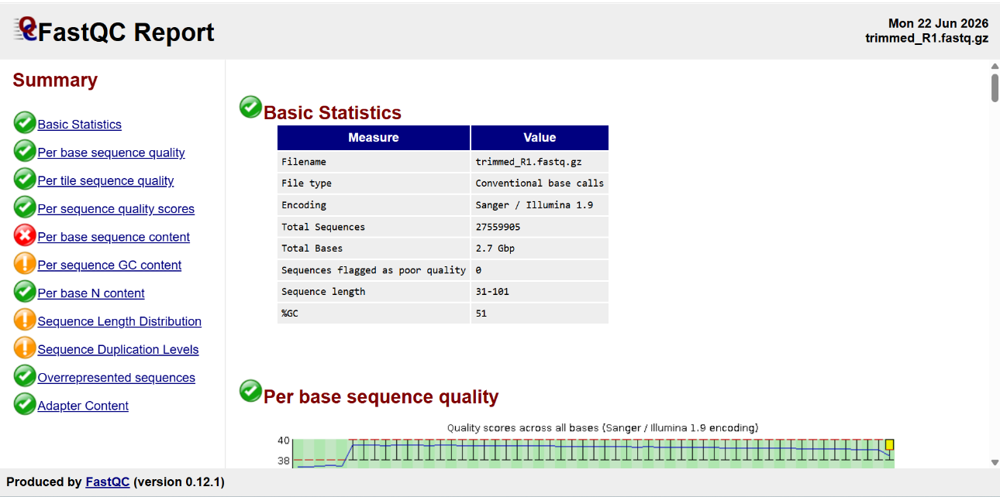 FastQC Report
Mon 22 Jun 2026
trimmed_R1.fastq.gz
Summary
Basic Statistics
Per base sequence quality
Per tile sequence quality
Per sequence quality scores
Per base sequence content
Per sequence GC content
Per base N content
Sequence Length Distribution
Sequence Duplication Levels
Overrepresented sequences
Adapter Content
Basic Statistics
Measure Value
Filename trimmed_R1.fastq.gz
File type Conventional base calls
Encoding Sanger / Illumina 1.9
Total Sequences 27559905
Total Bases 2.7 Gbp
Sequences flagged as poor quality 0
Sequence length 31-101
%GC 51
Per base sequence quality
Quality scores across all bases (Sanger / Illumina 1.9 encoding)
40
38
Produced by FastQC (version 0.12.1)